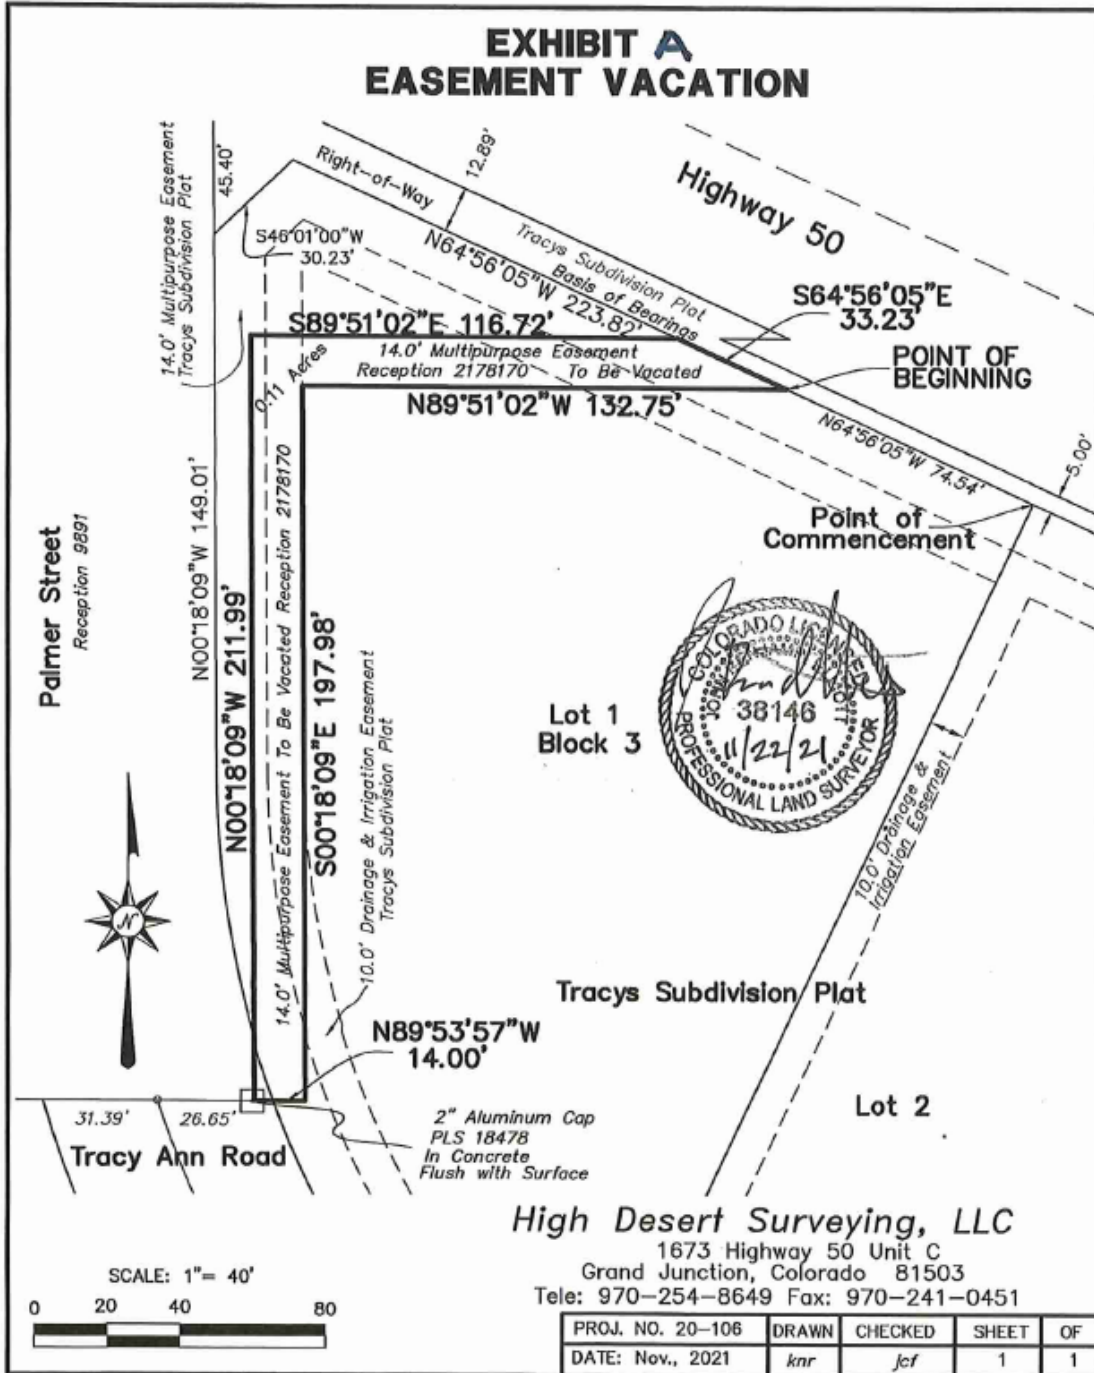 EXHIBIT A
EASEMENT VACATION
14.0' Multipurpose Easement
Tracys Subdivision Plat
45.40'
Right-of-Way
12.89'
Highway 50
S46°01'00"W
30.23'
N64°56'05"W 223.82'
Tracys Subdivision Plat
Basis of Bearings
S64°56'05"E
33.23'
S89°51'02"E 116.72'
14.0' Multipurpose Easement
Reception 2178170 To Be Vacated
POINT OF
BEGINNING
0.11 Acres
N89°51'02"W 132.75'
N64°56'05"W 74.54'
5.00'
Point of
Commencement
Palmer Street
Reception 9891
N00°18'09"W 149.01'
N00°18'09"W 211.99'
14.0' Multipurpose Easement To Be Vacated Reception 2178170
S00°18'09"E 197.98'
10.0' Drainage & Irrigation Easement
Tracys Subdivision Plat
Lot 1
Block 3
COLORADO LICENSED
38146
11/22/21
PROFESSIONAL LAND SURVEYOR
10.0' Drainage &
Irrigation Easement
N
Tracys Subdivision Plat
N89°53'57"W
14.00'
Lot 2
31.39'
26.65'
2" Aluminum Cap
PLS 18478
In Concrete
Flush with Surface
Tracy Ann Road
High Desert Surveying, LLC
1673 Highway 50 Unit C
Grand Junction, Colorado 81503
Tele: 970-254-8649 Fax: 970-241-0451
SCALE: 1"= 40'
0 20 40 80
PROJ. NO. 20-106 DRAWN CHECKED SHEET OF
DATE: Nov., 2021 knr jcf 1 1